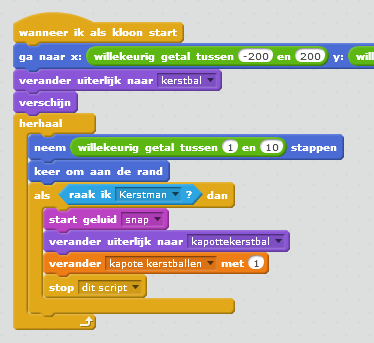 wanneer ik als kloon start
ga naar x: willekeurig getal tussen -200 en 200 y:
verander uiterlijk naar kerstbal
verschijn
herhaal
neem willekeurig getal tussen 1 en 10 stappen
keer om aan de rand
als raak ik Kerstman ? dan
start geluid snap
verander uiterlijk naar kapottekerstbal
verander kapote kerstballen met 1
stop dit script